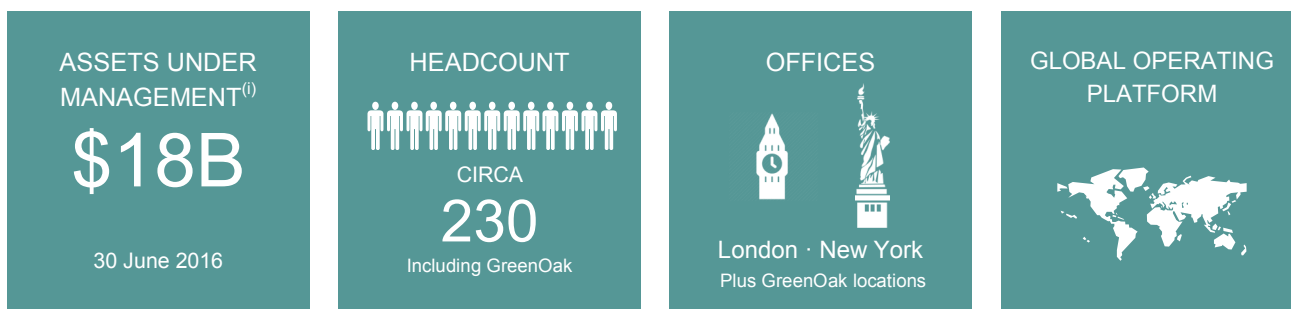 ASSETS UNDER
MANAGEMENT(i)
$18B
30 June 2016
HEADCOUNT
CIRCA
230
Including GreenOak
OFFICES
London · New York
Plus GreenOak locations
GLOBAL OPERATING
PLATFORM